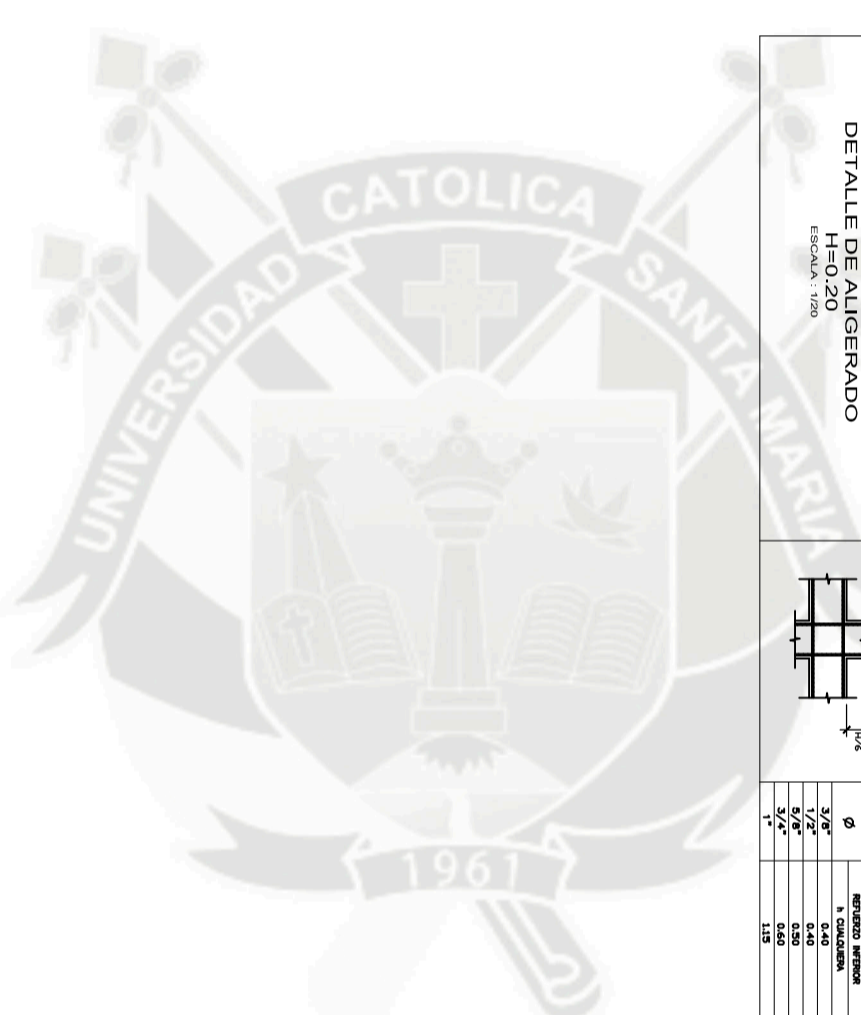 UNIVERSIDAD CATOLICA SANTA MARIA
1961
DETALLE DE ALIGERADO
H=0.20
ESCALA : 1/20
H/6
Ø REFUERZO INFERIOR
h CUALQUIERA
3/8" 0.40
1/2" 0.40
5/8" 0.50
3/4" 0.60
1" 1.15